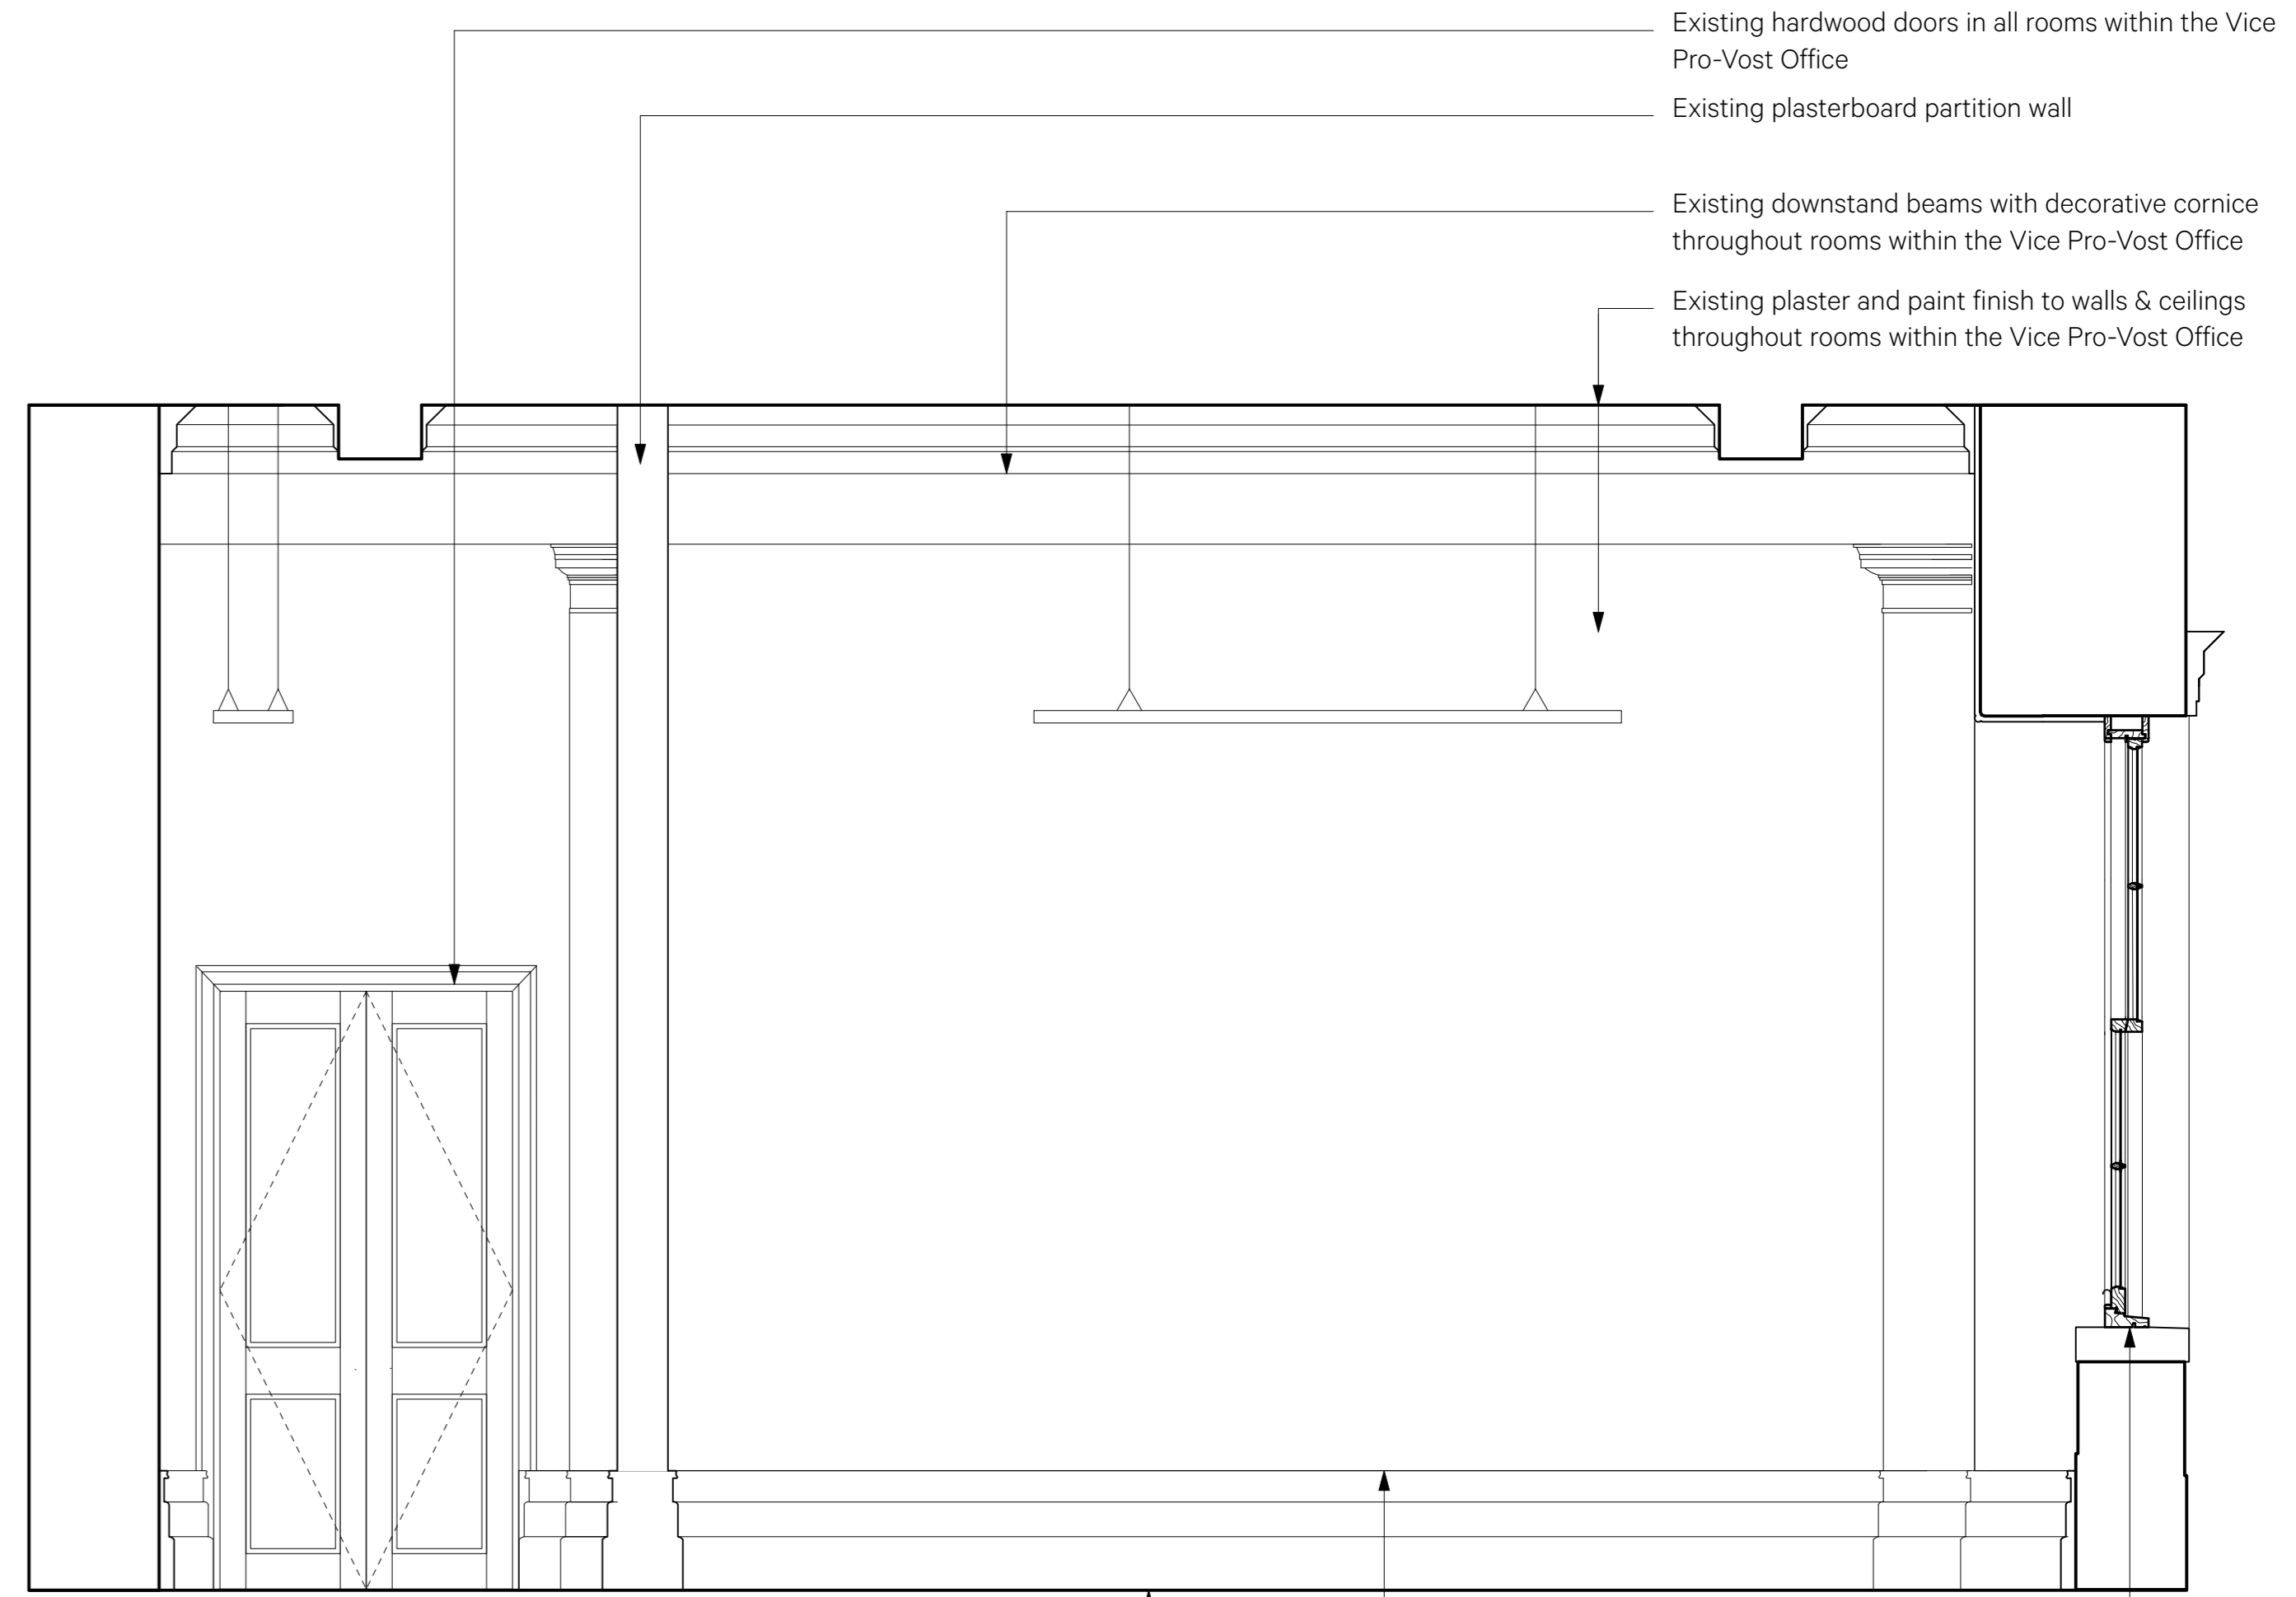 Existing hardwood doors in all rooms within the Vice
Pro-Vost Office
Existing plasterboard partition wall
Existing downstand beams with decorative cornice
throughout rooms within the Vice Pro-Vost Office
Existing plaster and paint finish to walls & ceilings
throughout rooms within the Vice Pro-Vost Office